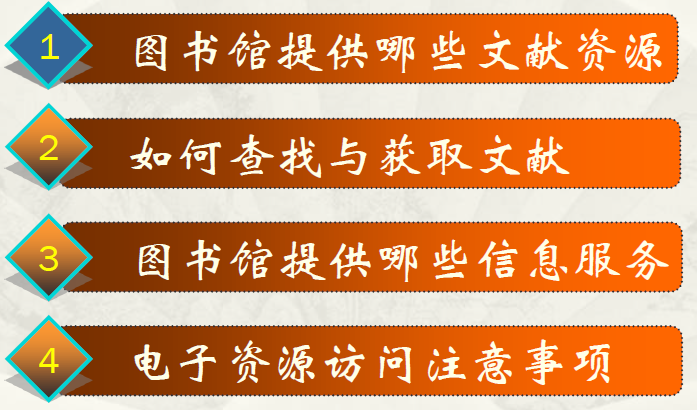 1 图书馆提供哪些文献资源
2 如何查找与获取文献
3 图书馆提供哪些信息服务
4 电子资源访问注意事项